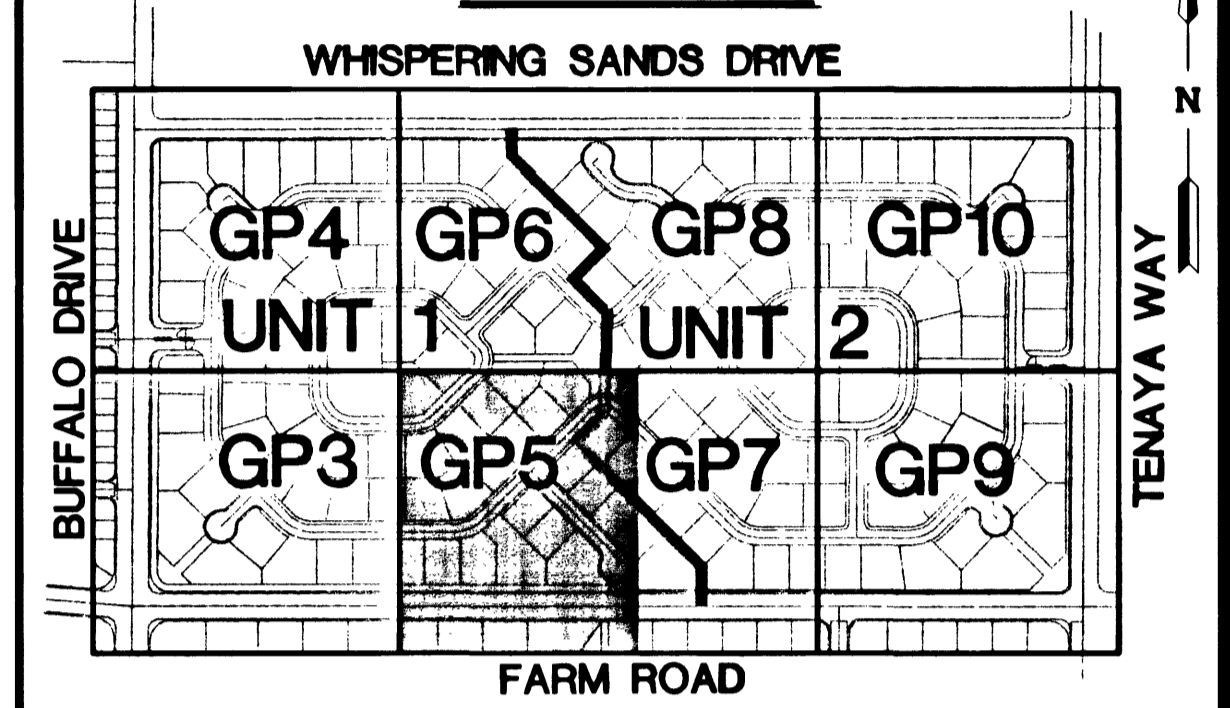 WHISPERING SANDS DRIVE
N
GP4 GP6 GP8 GP10
UNIT 1 UNIT 2
BUFFALO DRIVE
TENAYA WAY
GP3 GP5 GP7 GP9
FARM ROAD